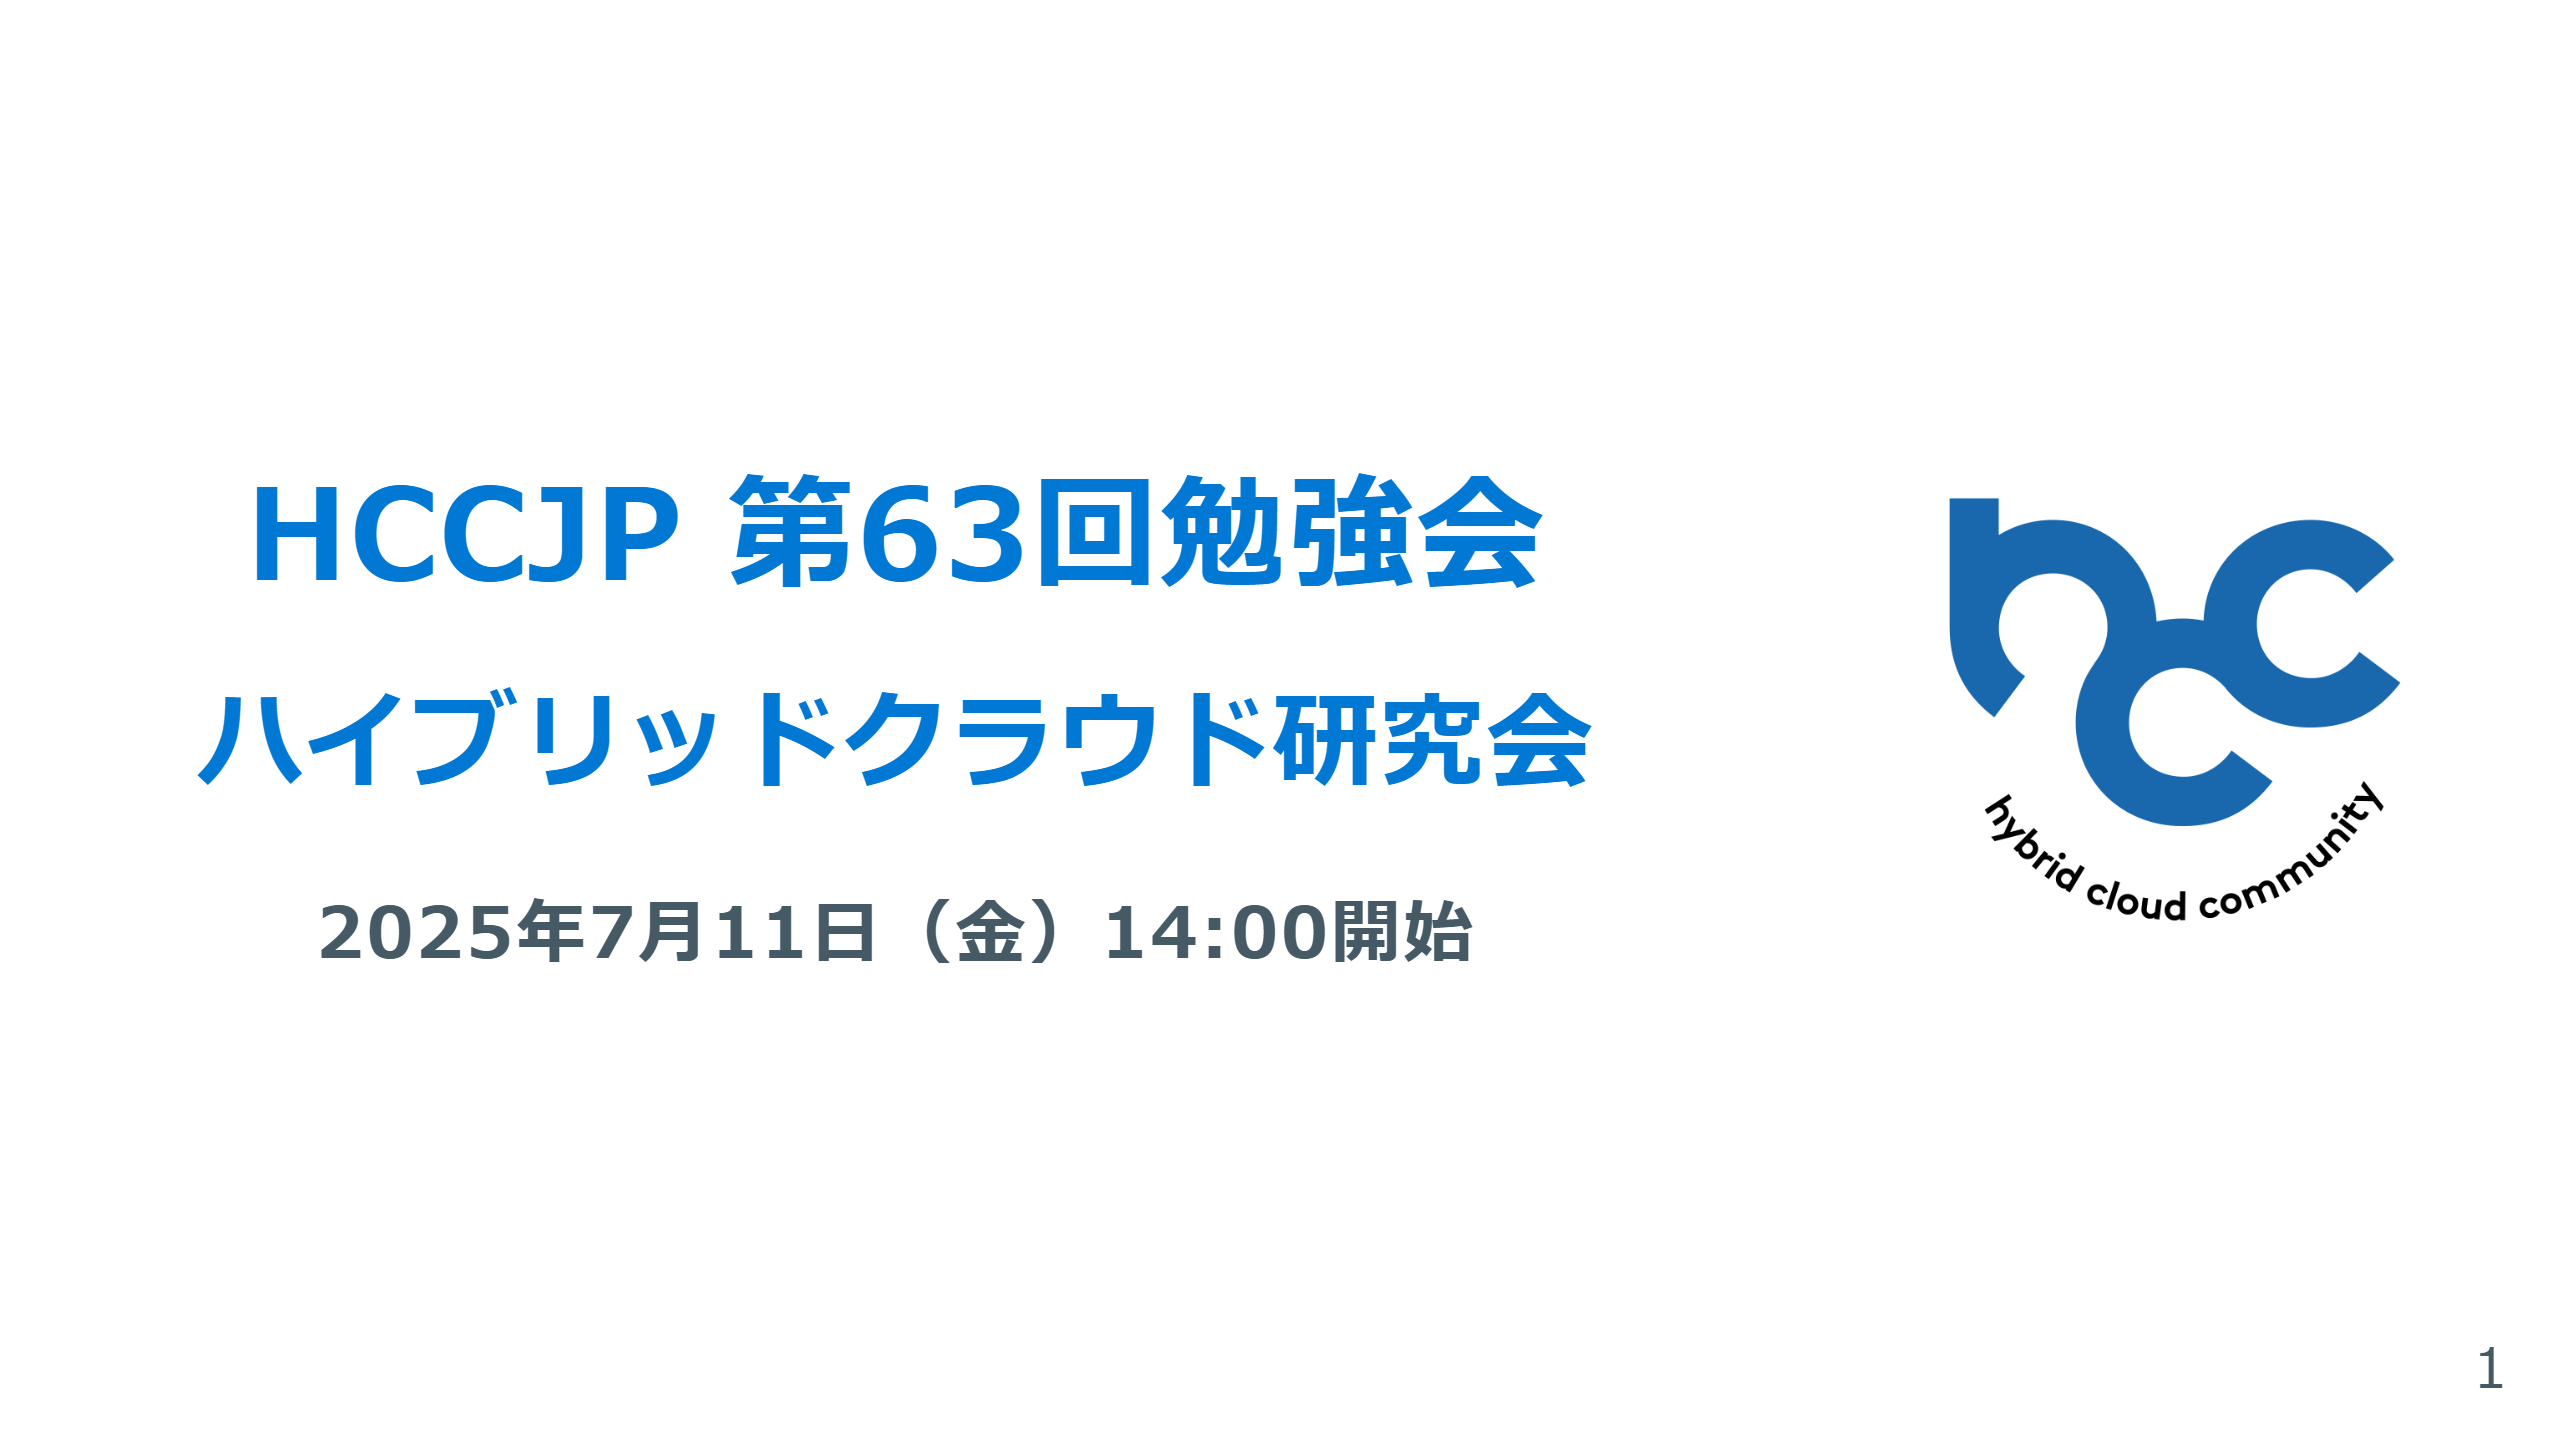 HCCJP 第63回勉強会
ハイブリッドクラウド研究会
2025年7月11日（金）14:00開始
hcc
hybrid cloud community
1